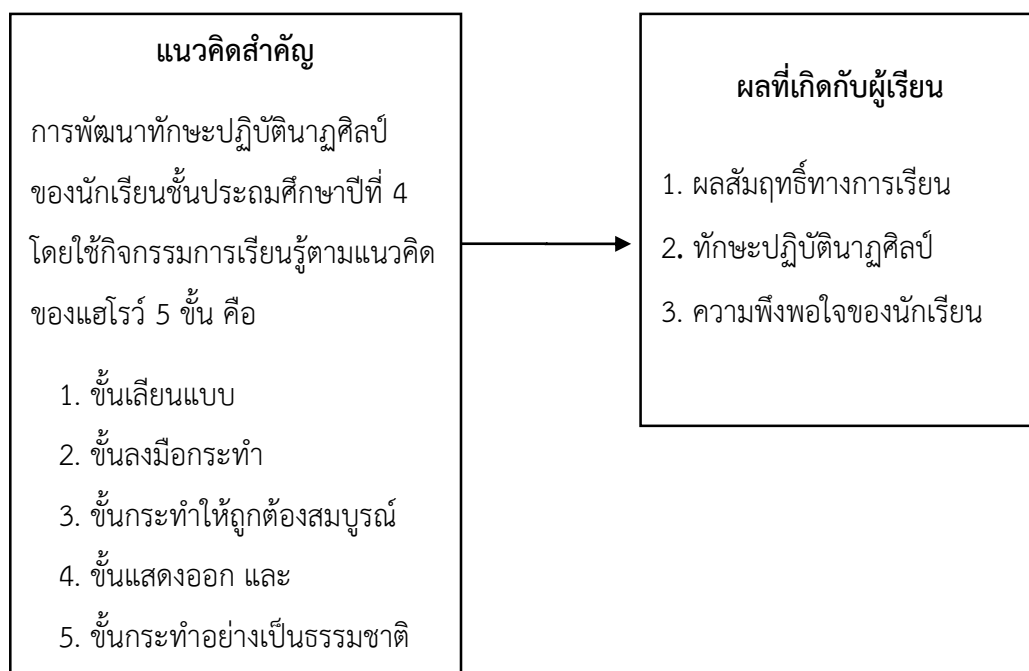 แนวคิดสำคัญ
การพัฒนาทักษะปฏิบัตินาฏศิลป์
ของนักเรียนชั้นประถมศึกษาปีที่ 4
โดยใช้กิจกรรมการเรียนรู้ตามแนวคิด
ของแฮโรว์ 5 ขั้น คือ
1. ขั้นเลียนแบบ
2. ขั้นลงมือกระทำ
3. ขั้นกระทำให้ถูกต้องสมบูรณ์
4. ขั้นแสดงออก และ
5. ขั้นกระทำอย่างเป็นธรรมชาติ
ผลที่เกิดกับผู้เรียน
1. ผลสัมฤทธิ์ทางการเรียน
2. ทักษะปฏิบัตินาฏศิลป์
3. ความพึงพอใจของนักเรียน